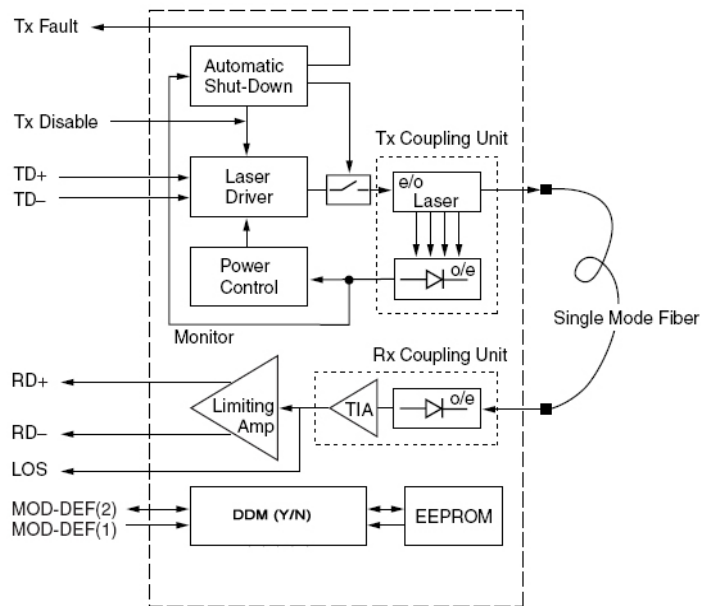 Tx Fault
Automatic
Shut-Down
Tx Disable
Tx Coupling Unit
TD+
TD–
Laser
Driver
e/o
Laser
Power
Control
o/e
Single Mode Fiber
Monitor
Rx Coupling Unit
RD+
RD–
Limiting
Amp
TIA
o/e
LOS
MOD-DEF(2)
MOD-DEF(1)
DDM (Y/N)
EEPROM